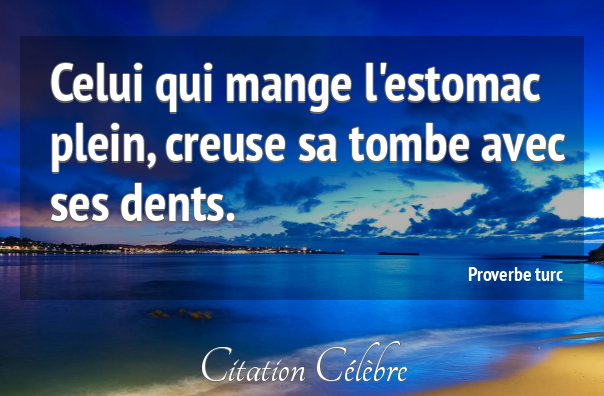 Celui qui mange l'estomac
plein, creuse sa tombe avec
ses dents.
Proverbe turc
Citation Célèbre